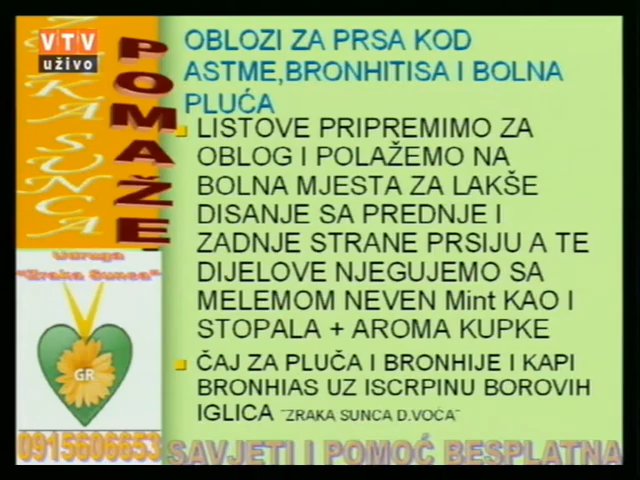 VTV
uživo
ZRAKA SUNCA
POMAŽE
OBLOZI ZA PRSA KOD
ASTME,BRONHITISA I BOLNA
PLUĆA
LISTOVE PRIPREMIMO ZA
OBLOG I POLAŽEMO NA
BOLNA MJESTA ZA LAKŠE
DISANJE SA PREDNJE I
ZADNJE STRANE PRSIJU A TE
DIJELOVE NJEGUJEMO SA
MELEMOM NEVEN Mint KAO I
STOPALA + AROMA KUPKE
ČAJ ZA PLUČA I BRONHIJE I KAPI
BRONHIAS UZ ISCRPINU BOROVIH
IGLICA "ZRAKA SUNCA D.VOĆA"
Udruga
"Zraka Sunca"
GR
0915606653
SAVJETI I POMOĆ BESPLATNA